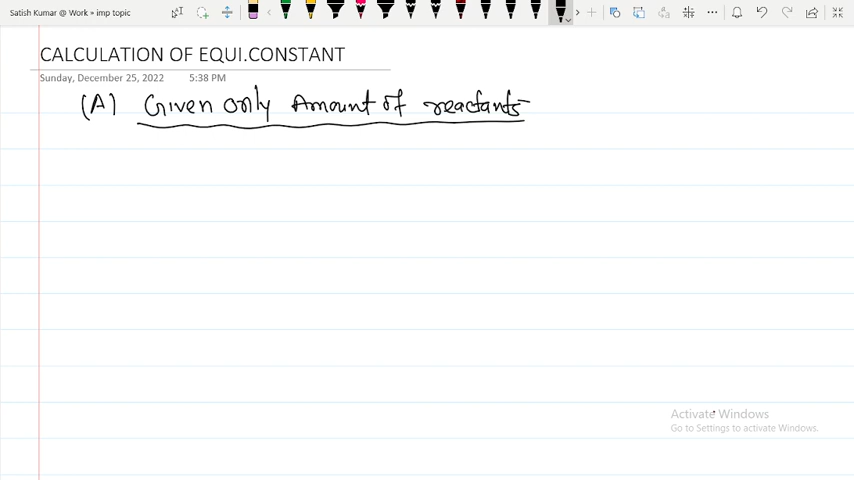 Satish Kumar @ Work » imp topic
CALCULATION OF EQUI.CONSTANT
Sunday, December 25, 2022 5:38 PM
(A) Given only Amount of reactants
Activate Windows
Go to Settings to activate Windows.